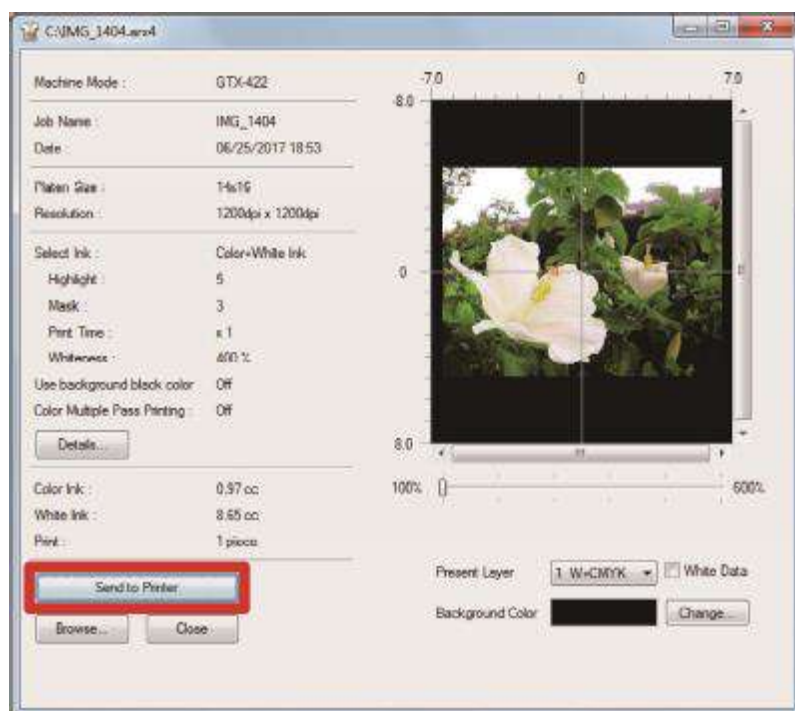 C:\IMG_1404.arx4
Machine Mode : GTX-422
Job Name : IMG_1404
Date : 06/25/2017 18:53
Platen Size : 14x16
Resolution : 1200dpi x 1200dpi
Select Ink : Color+White Ink
Highlight : 5
Mask : 3
Print Time : x 1
Whiteness : 400 %
Use background black color Off
Color Multiple Pass Printing : Off
Details...
Color Ink : 0.97 cc
White Ink : 8.65 cc
Print : 1 piece
Send to Printer
Browse... Close
-7.0 0 7.0
-8.0
0
8.0
100% 600%
Present Layer 1 W+CMYK White Data
Background Color Change...